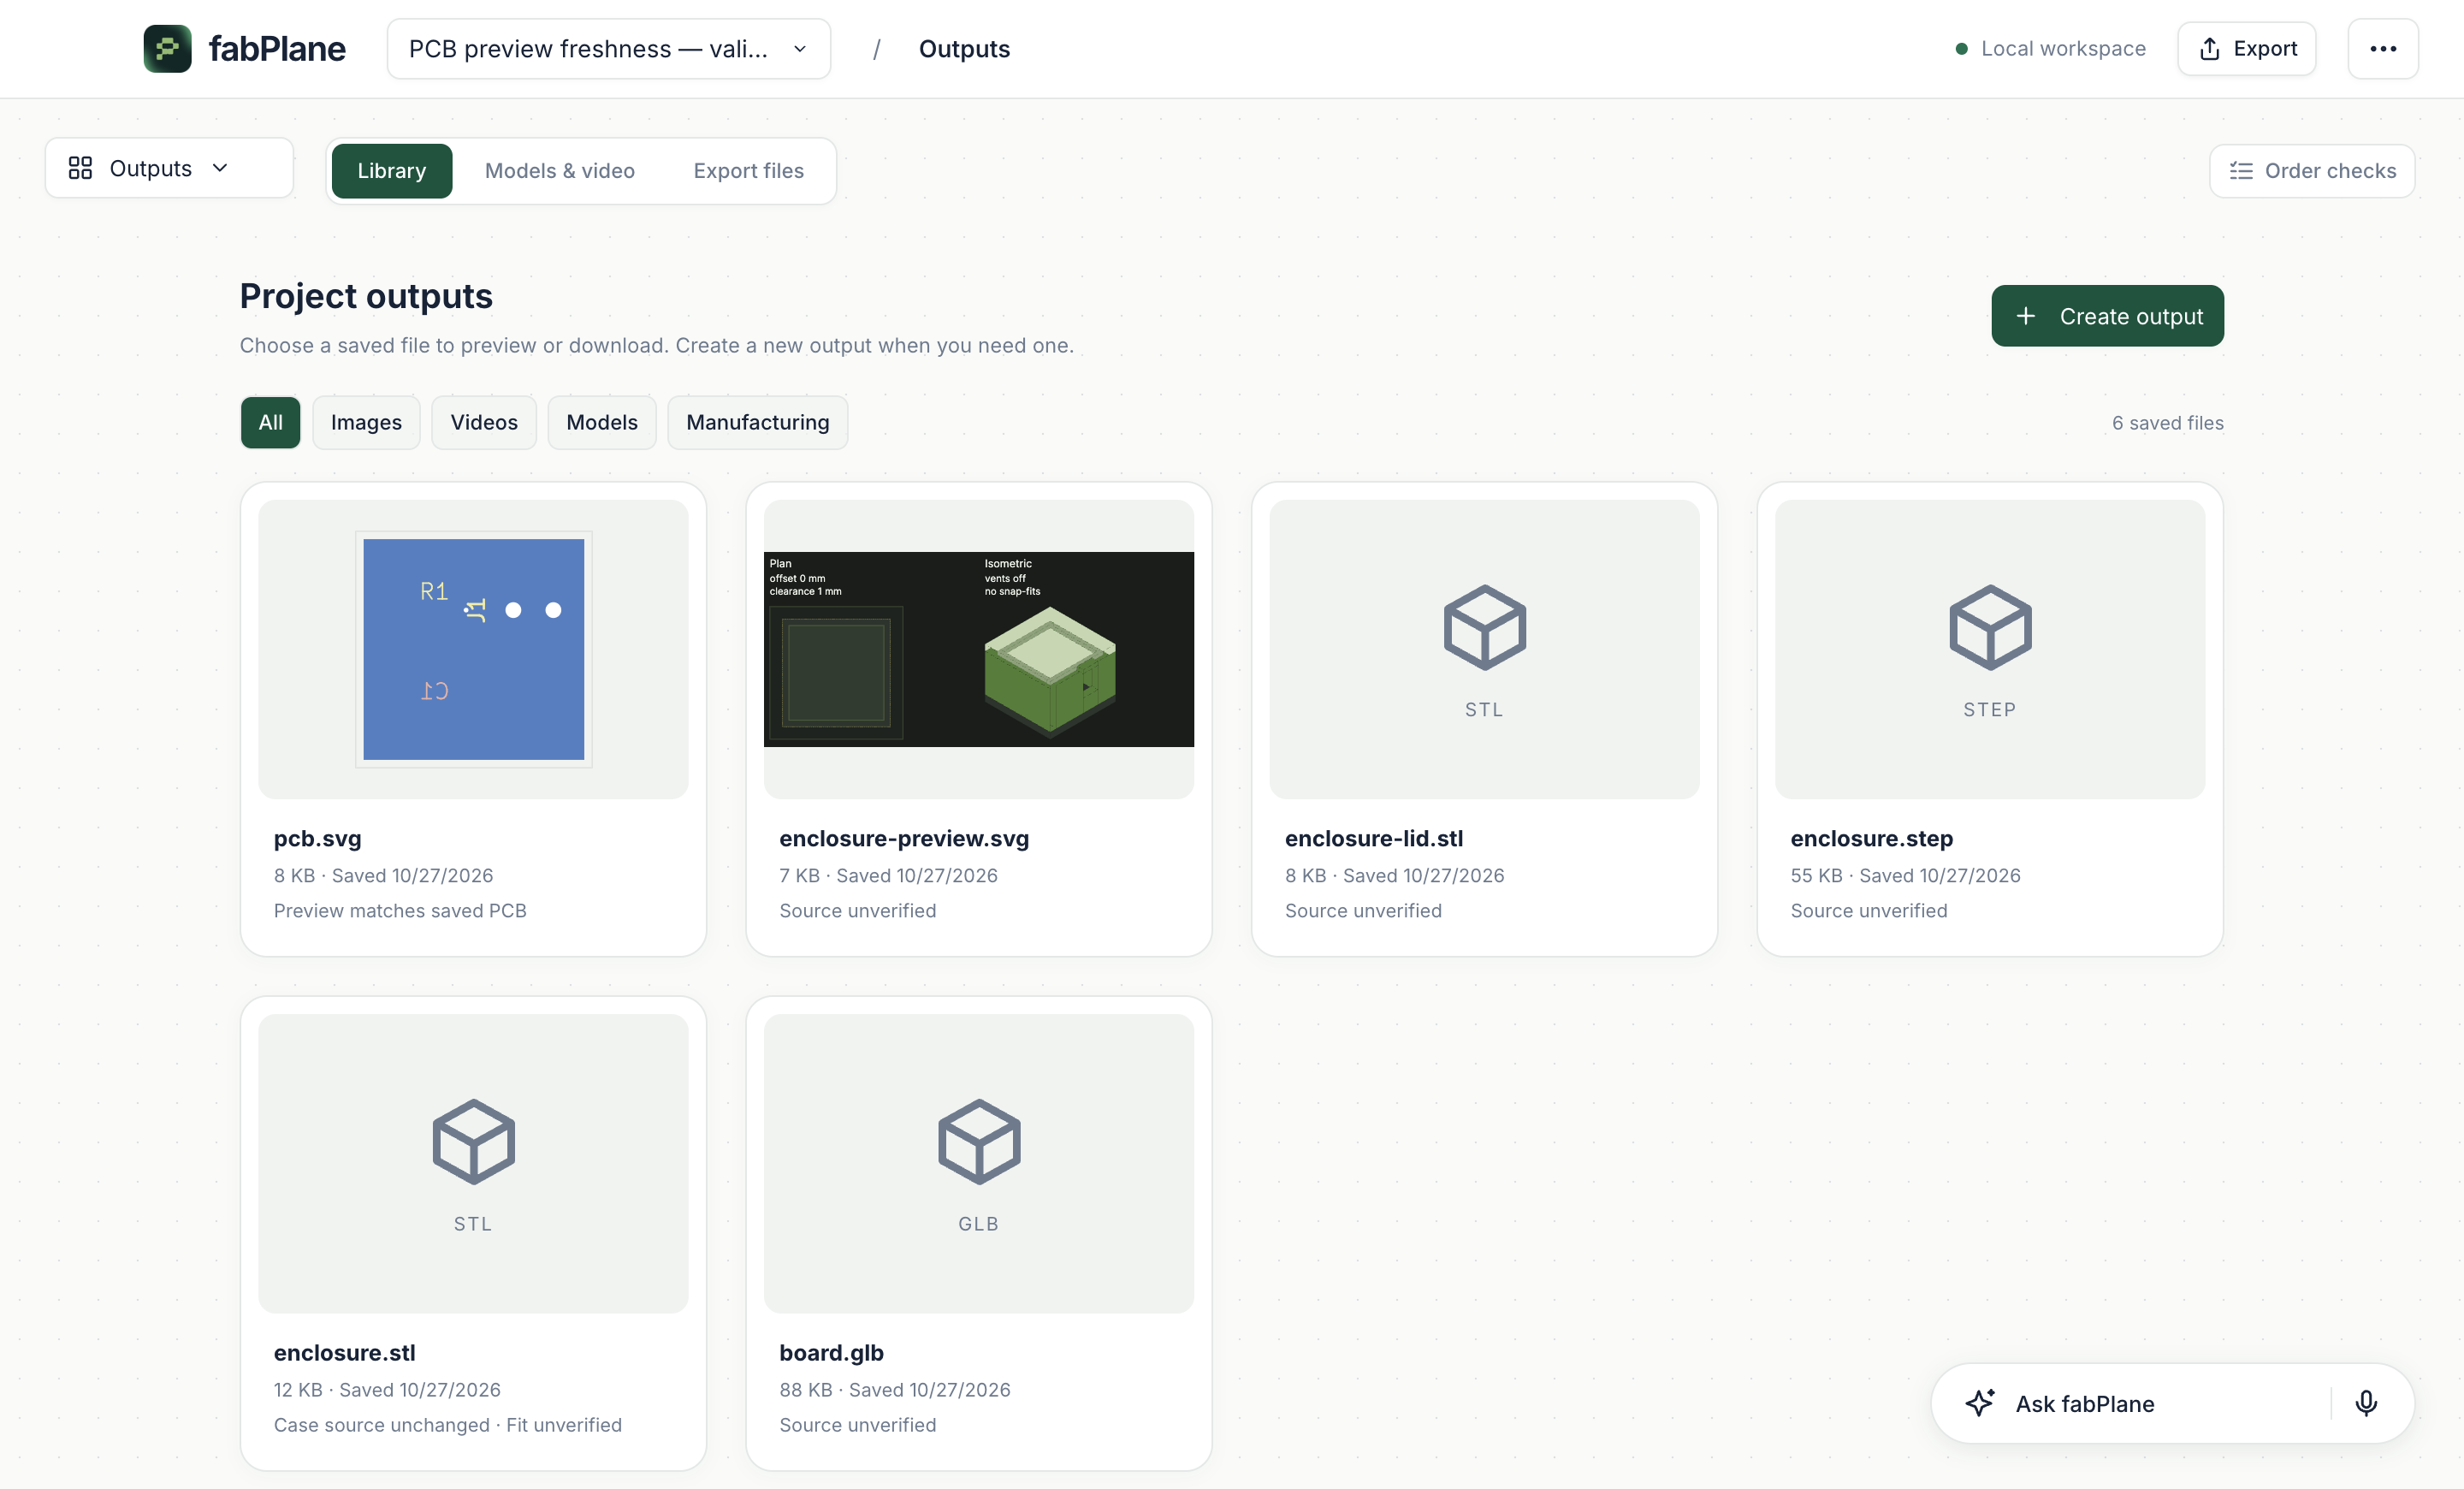 fabPlane
PCB preview freshness — vali...
/
Outputs
Local workspace
Export
Outputs
Library
Models & video
Export files
Order checks
Project outputs
Choose a saved file to preview or download. Create a new output when you need one.
Create output
All
Images
Videos
Models
Manufacturing
6 saved files
R1
J1
C1
pcb.svg
8 KB · Saved 10/27/2026
Preview matches saved PCB
Plan
offset 0 mm
clearance 1 mm
Isometric
vents off
no snap-fits
enclosure-preview.svg
7 KB · Saved 10/27/2026
Source unverified
STL
enclosure-lid.stl
8 KB · Saved 10/27/2026
Source unverified
STEP
enclosure.step
55 KB · Saved 10/27/2026
Source unverified
STL
enclosure.stl
12 KB · Saved 10/27/2026
Case source unchanged · Fit unverified
GLB
board.glb
88 KB · Saved 10/27/2026
Source unverified
Ask fabPlane